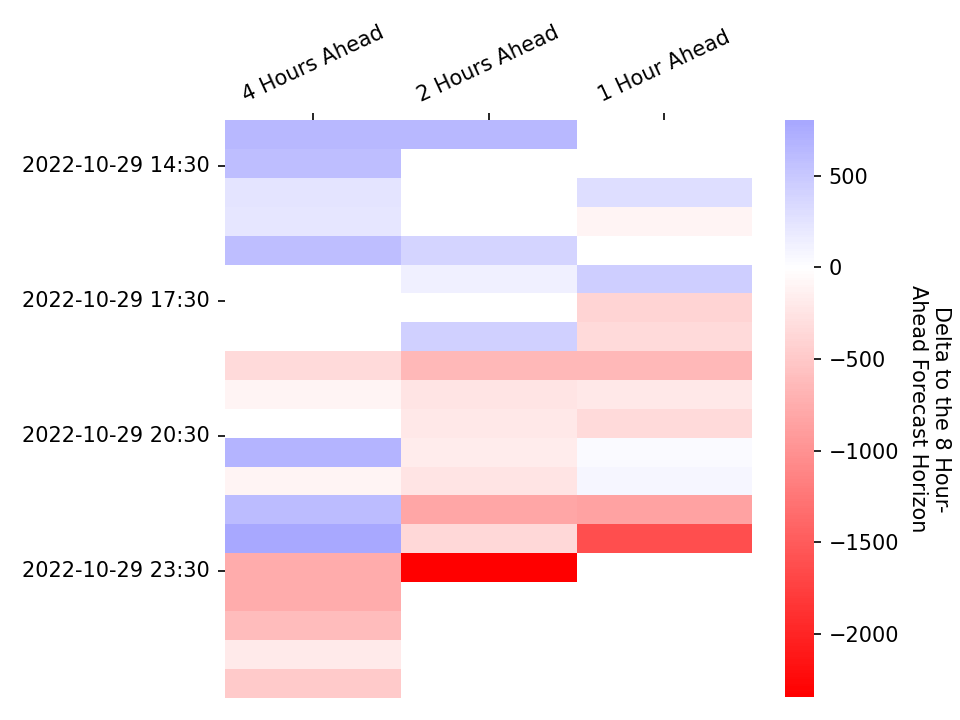 4 Hours Ahead
2 Hours Ahead
1 Hour Ahead
2022-10-29 14:30
2022-10-29 17:30
2022-10-29 20:30
2022-10-29 23:30
500
0
−500
−1000
−1500
−2000
Delta to the 8 Hour-
Ahead Forecast Horizon